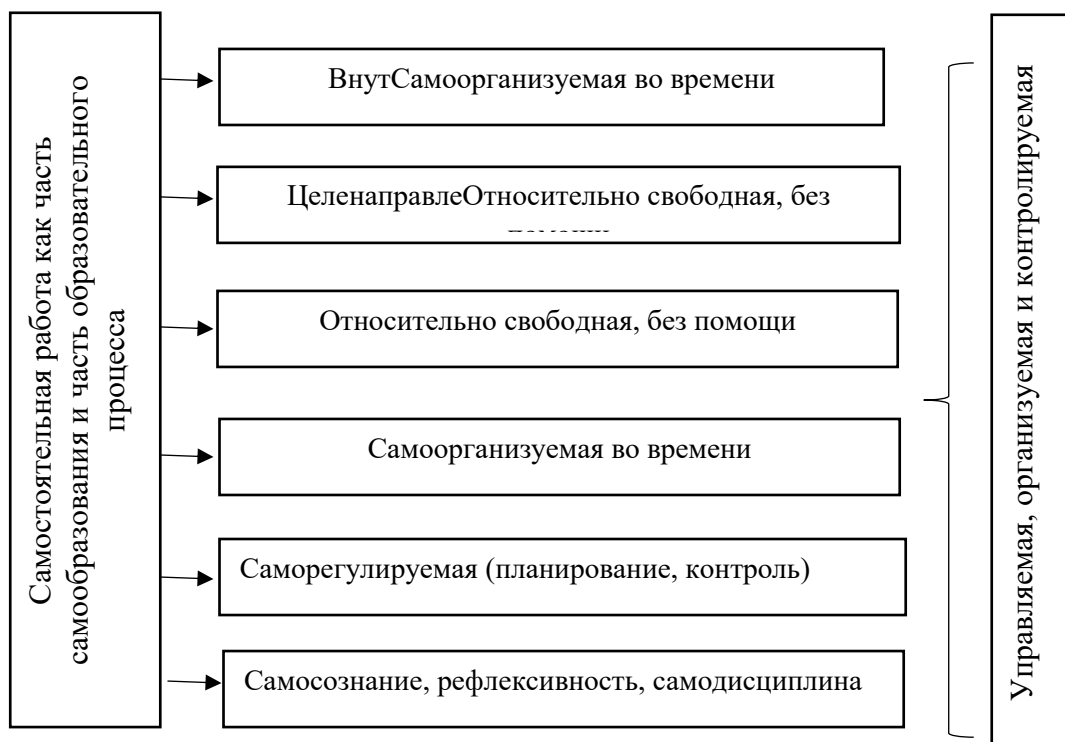 Самостоятельная работа как часть
самообразования и часть образовательного
процесса
ВнутСамоорганизуемая во времени
ЦеленаправлеОтносительно свободная, без
Относительно свободная, без помощи
Самоорганизуемая во времени
Саморегулируемая (планирование, контроль)
Самосознание, рефлексивность, самодисциплина
Управляемая, организуемая и контролируемая